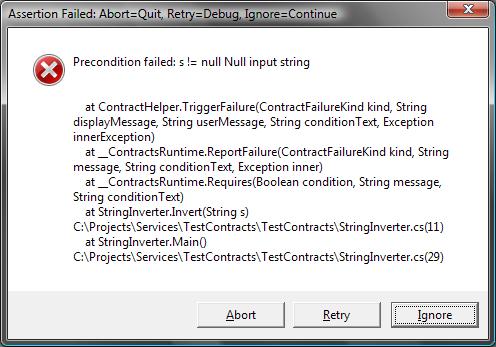 Assertion Failed: Abort=Quit, Retry=Debug, Ignore=Continue
Precondition failed: s != null Null input string
at ContractHelper.TriggerFailure(ContractFailureKind kind, String
displayMessage, String userMessage, String conditionText, Exception
innerException)
at __ContractsRuntime.ReportFailure(ContractFailureKind kind, String
message, String conditionText, Exception inner)
at __ContractsRuntime.Requires(Boolean condition, String message,
String conditionText)
at StringInverter.Invert(String s)
C:\Projects\Services\TestContracts\TestContracts\StringInverter.cs(11)
at StringInverter.Main()
C:\Projects\Services\TestContracts\TestContracts\StringInverter.cs(29)
Abort Retry Ignore